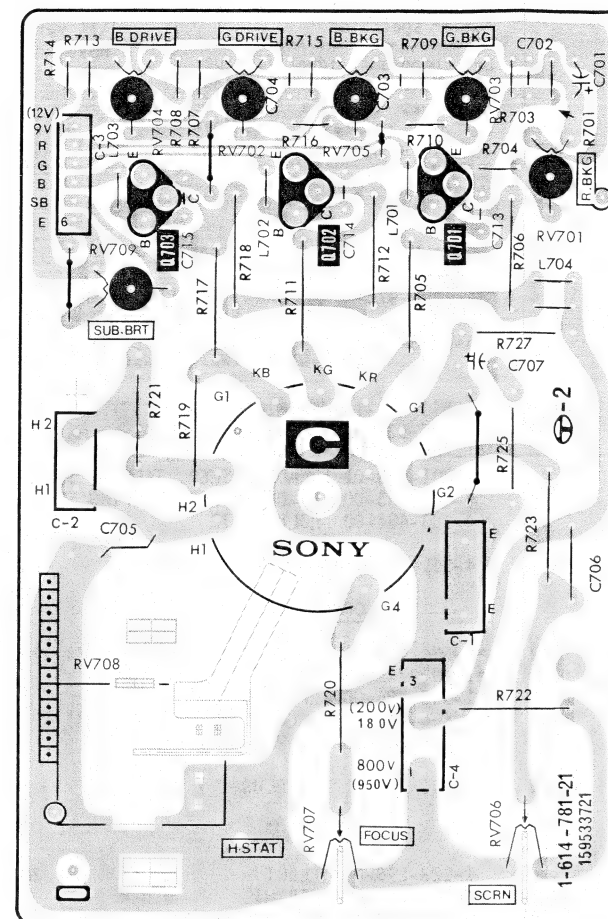 B.DRIVE
G.DRIVE
B.BKG
G.BKG
R714
R713
R715
R709
C702
C701
+
C704
C703
RV703
(12V)
9V
1
R
G
B
SB
E
6
C-3
L703
E
RV704
R708
R707
RV702
R716
RV705
E
R710
E
R703
R704
R701
R.BKG
B
C
Q703
C715
L702
B
C
Q702
C714
L701
B
C
Q701
C713
RV709
R717
R718
R711
R712
R705
R706
RV701
L704
SUB.BRT
R727
+
C707
R721
R719
G1
KB
KG
KR
G1
H2
H1
C-2
C
R725
-2
G2
H2
H1
C705
SONY
R723
C706
E
E
C-1
G4
RV708
R720
E
3
(200V)
180V
800V
(950V)
C-4
R722
RV707
FOCUS
RV706
H.STAT
SCRN
1-614-781-21
159533721